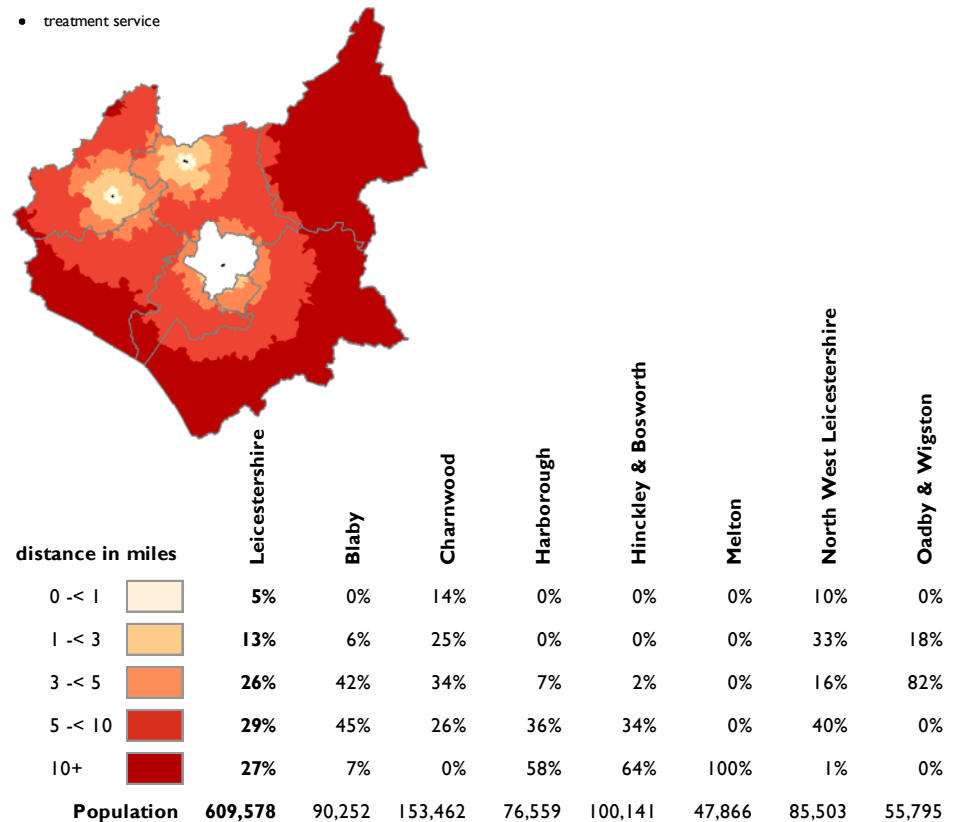 • treatment service
distance in miles Leicestershire Blaby Charnwood Harborough Hinckley & Bosworth Melton North West Leicestershire Oadby & Wigston
0 -< 1 5% 0% 14% 0% 0% 0% 10% 0%
1 -< 3 13% 6% 25% 0% 0% 0% 33% 18%
3 -< 5 26% 42% 34% 7% 2% 0% 16% 82%
5 -< 10 29% 45% 26% 36% 34% 0% 40% 0%
10+ 27% 7% 0% 58% 64% 100% 1% 0%
Population 609,578 90,252 153,462 76,559 100,141 47,866 85,503 55,795